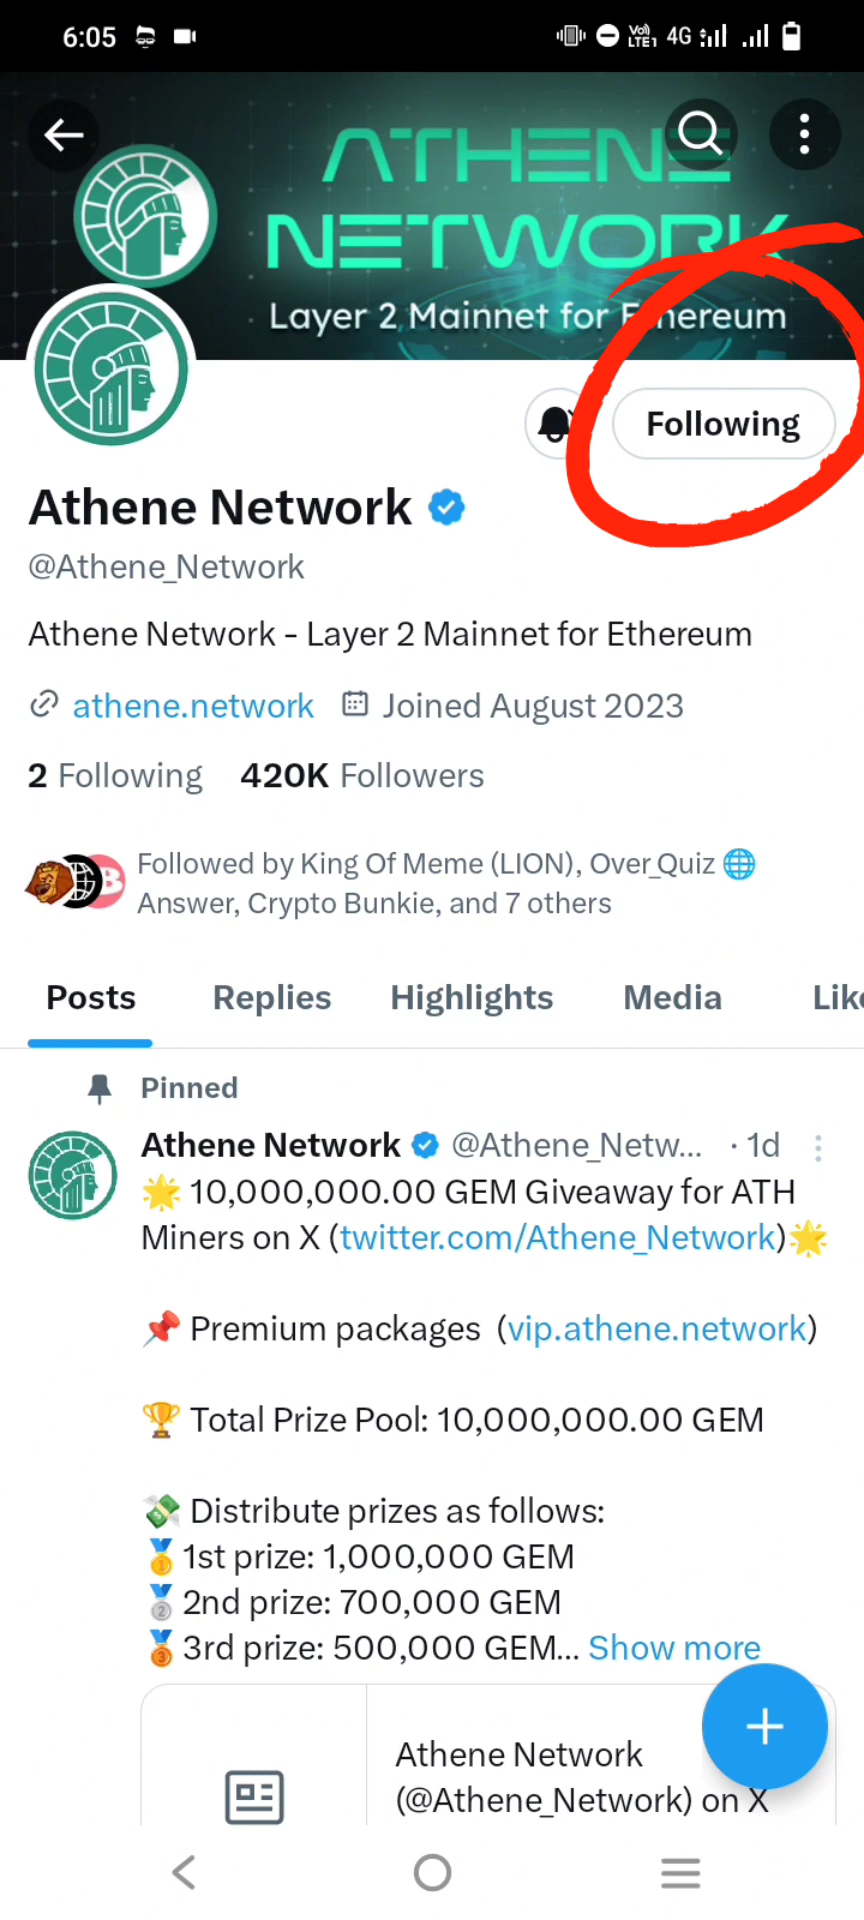 6:05
Vo)
LTE1
4G
ATHENE
NETWORK
Layer 2 Mainnet for Ethereum
Following
Athene Network
@Athene_Network
Athene Network - Layer 2 Mainnet for Ethereum
athene.network Joined August 2023
2 Following 420K Followers
B
Followed by King Of Meme (LION), Over_Quiz 🌐
Answer, Crypto Bunkie, and 7 others
Posts Replies Highlights Media Like
Pinned
Athene Network @Athene_Netw... · 1d
🌟 10,000,000.00 GEM Giveaway for ATH
Miners on X (twitter.com/Athene_Network)🌟
📌 Premium packages (vip.athene.network)
🏆 Total Prize Pool: 10,000,000.00 GEM
💸 Distribute prizes as follows:
🥇1st prize: 1,000,000 GEM
🥈2nd prize: 700,000 GEM
🥉3rd prize: 500,000 GEM... Show more
Athene Network
(@Athene_Network) on X